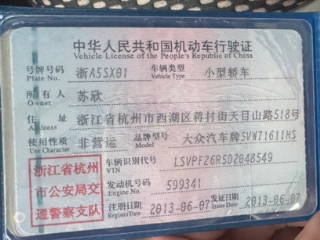 中华人民共和国机动车行驶证
Vehicle License of the People's Republic of China
号牌号码 浙A5SX01 车辆类型 小型轿车
Plate No. Vehicle Type
所有人 苏欣
Owner
住址 浙江省杭州市西湖区蒋村街天目山路518号
Address
使用性质 非营运 品牌型号 大众汽车牌SVW71611HS
Use Character Model
车辆识别代号 LSVPF26R5D2648549
VIN
浙江省杭州
市公安局交
通警察支队
发动机号码 599341
Engine No.
注册日期 2013-06-07 发证日期 2013-06-07
Register Date Issue Date